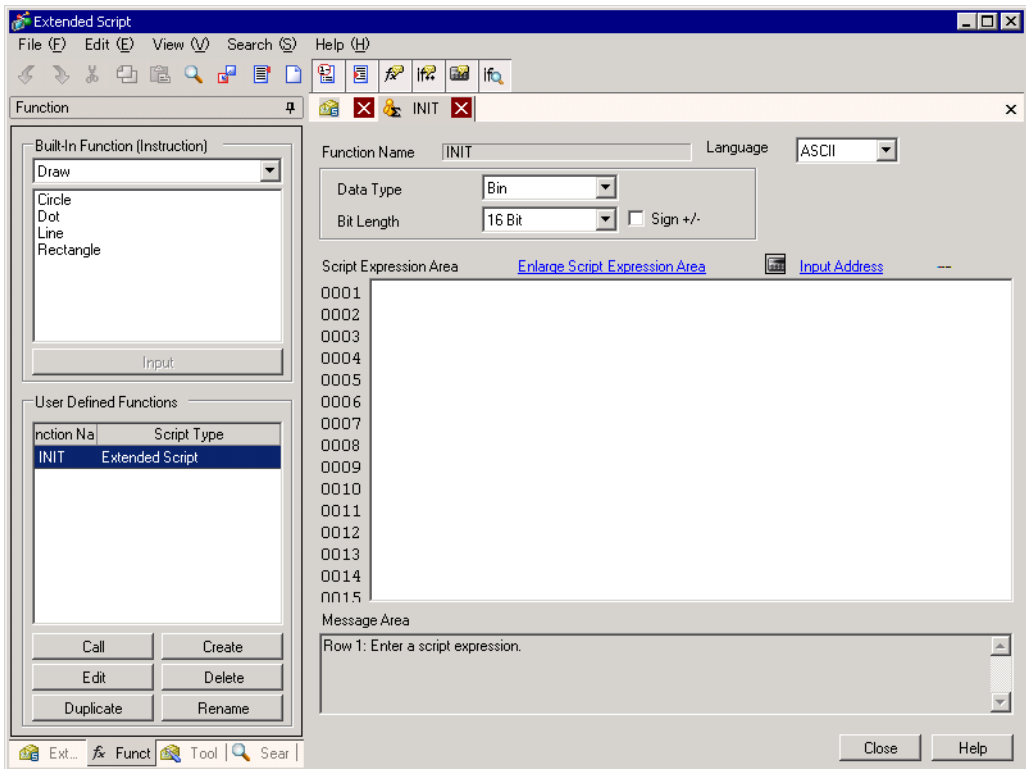 Extended Script
File (F) Edit (E) View (V) Search (S) Help (H)
Function
INIT
Built-In Function (Instruction)
Draw
Circle
Dot
Line
Rectangle
Input
User Defined Functions
nction Na Script Type
INIT Extended Script
Call Create
Edit Delete
Duplicate Rename
Ext... fx Funct Tool Sear
Function Name INIT Language ASCII
Data Type Bin
Bit Length 16 Bit Sign +/-
Script Expression Area Enlarge Script Expression Area Input Address ---
0001
0002
0003
0004
0005
0006
0007
0008
0009
0010
0011
0012
0013
0014
0015
Message Area
Row 1: Enter a script expression.
Close Help